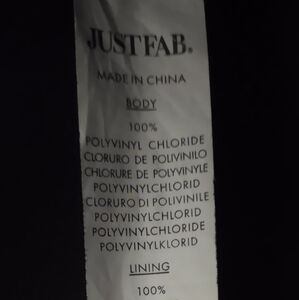 JUSTFAB.
MADE IN CHINA
BODY
100%
POLYVINYL CHLORIDE
CLORURO DE POLIVINILO
CHLORURE DE POLYVINYLE
POLYVINYLCHLORID
CLORURO DI POLIVINILE
POLYVINYLCHLORID
POLYVINYLCHLORIDE
POLYVINYLKLORID
LINING
100%